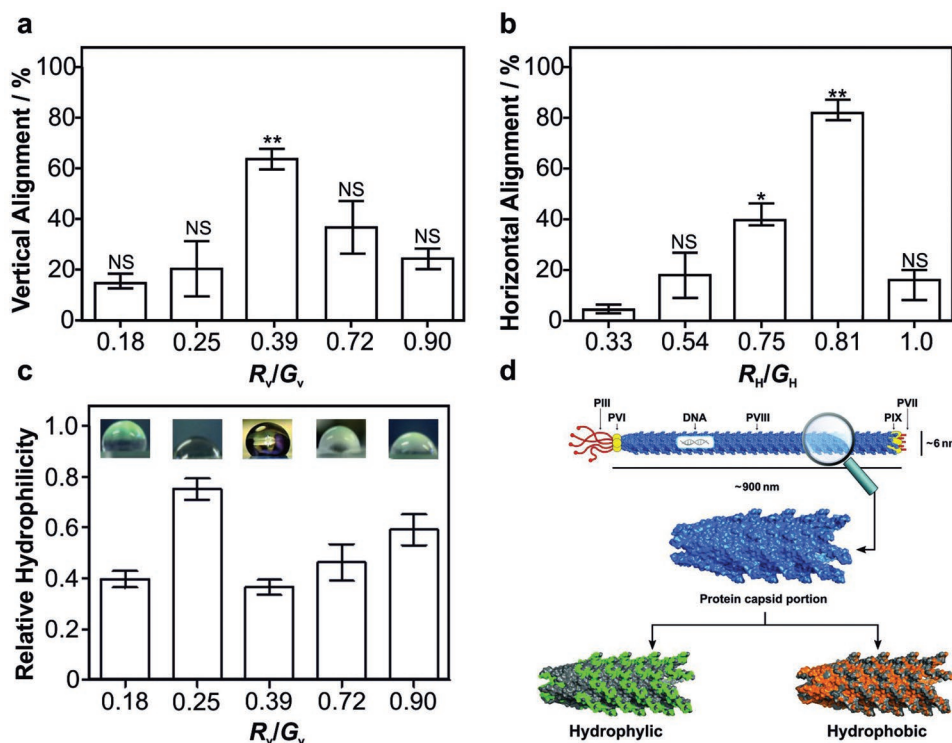 a
Vertical Alignment / %
100
80
60
40
20
0
NS
NS
**
NS
NS
0.18 0.25 0.39 0.72 0.90
Rv/Gv
b
Horizontal Alignment / %
100
80
60
40
20
0
NS
*
**
NS
0.33 0.54 0.75 0.81 1.0
RH/GH
c
Relative Hydrophilicity
1.0
0.8
0.6
0.4
0.2
0
0.18 0.25 0.39 0.72 0.90
Rv/Gv
d
PIII
PVI
DNA
PVIII
PIX
PVII
~6 nm
~900 nm
Protein capsid portion
Hydrophylic
Hydrophobic